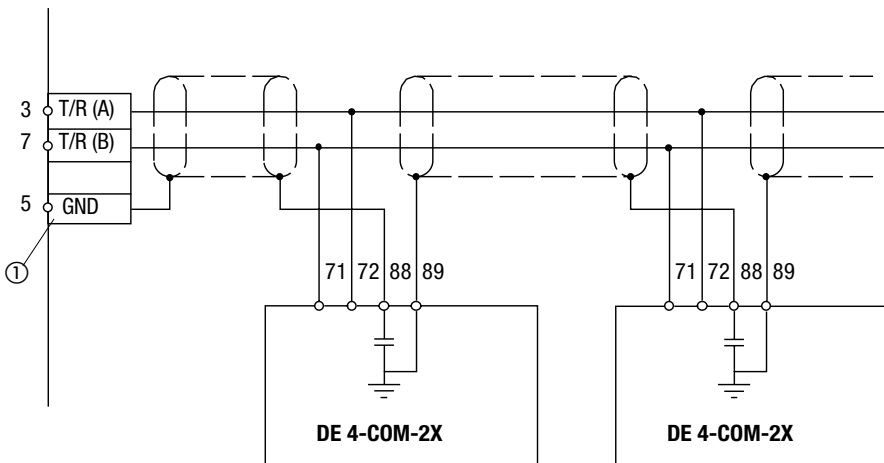 3 T/R (A)
7 T/R (B)
5 GND
①
71 72 88 89
71 72 88 89
DE 4-COM-2X
DE 4-COM-2X